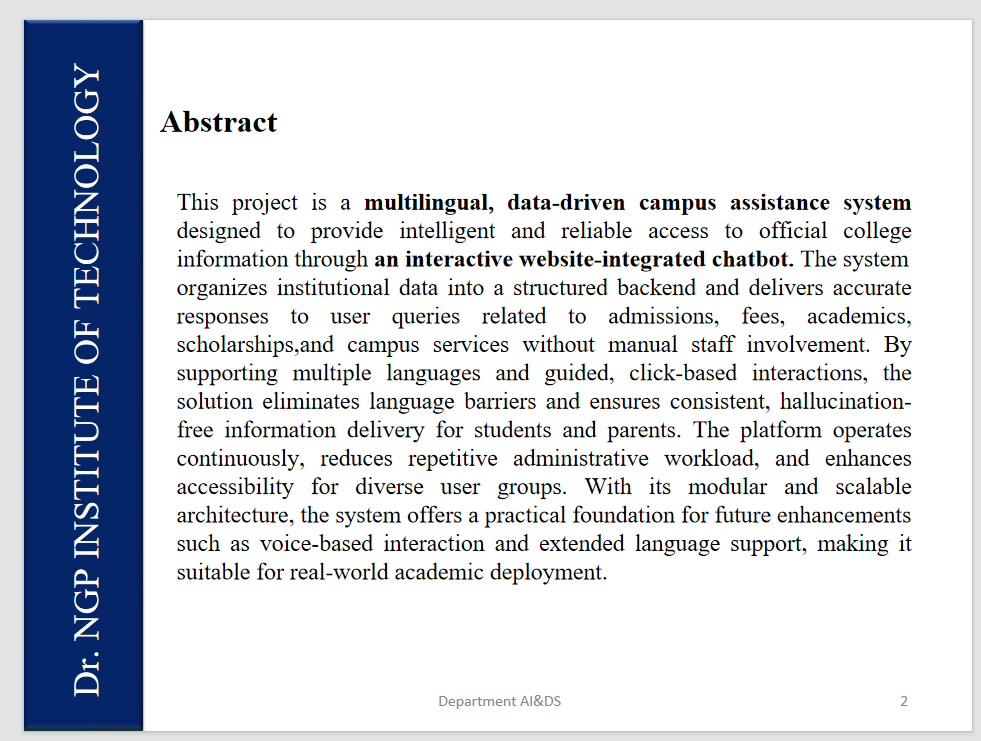 Dr. NGP INSTITUTE OF TECHNOLOGY
Abstract
This project is a multilingual, data-driven campus assistance system
designed to provide intelligent and reliable access to official college
information through an interactive website-integrated chatbot. The system
organizes institutional data into a structured backend and delivers accurate
responses to user queries related to admissions, fees, academics,
scholarships,and campus services without manual staff involvement. By
supporting multiple languages and guided, click-based interactions, the
solution eliminates language barriers and ensures consistent, hallucination-
free information delivery for students and parents. The platform operates
continuously, reduces repetitive administrative workload, and enhances
accessibility for diverse user groups. With its modular and scalable
architecture, the system offers a practical foundation for future enhancements
such as voice-based interaction and extended language support, making it
suitable for real-world academic deployment.
Department AI&DS
2